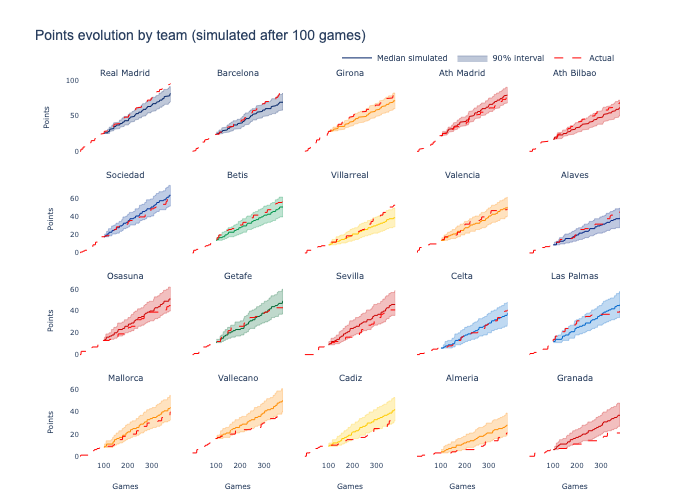 Points evolution by team (simulated after 100 games)
Median simulated 90% interval Actual
Real Madrid Barcelona Girona Ath Madrid Ath Bilbao
100
50
0
Points
Sociedad Betis Villarreal Valencia Alaves
60
40
20
0
Points
Osasuna Getafe Sevilla Celta Las Palmas
60
40
20
0
Points
Mallorca Vallecano Cadiz Almeria Granada
60
40
20
0
Points
100 200 300 100 200 300 100 200 300 100 200 300 100 200 300
Games Games Games Games Games